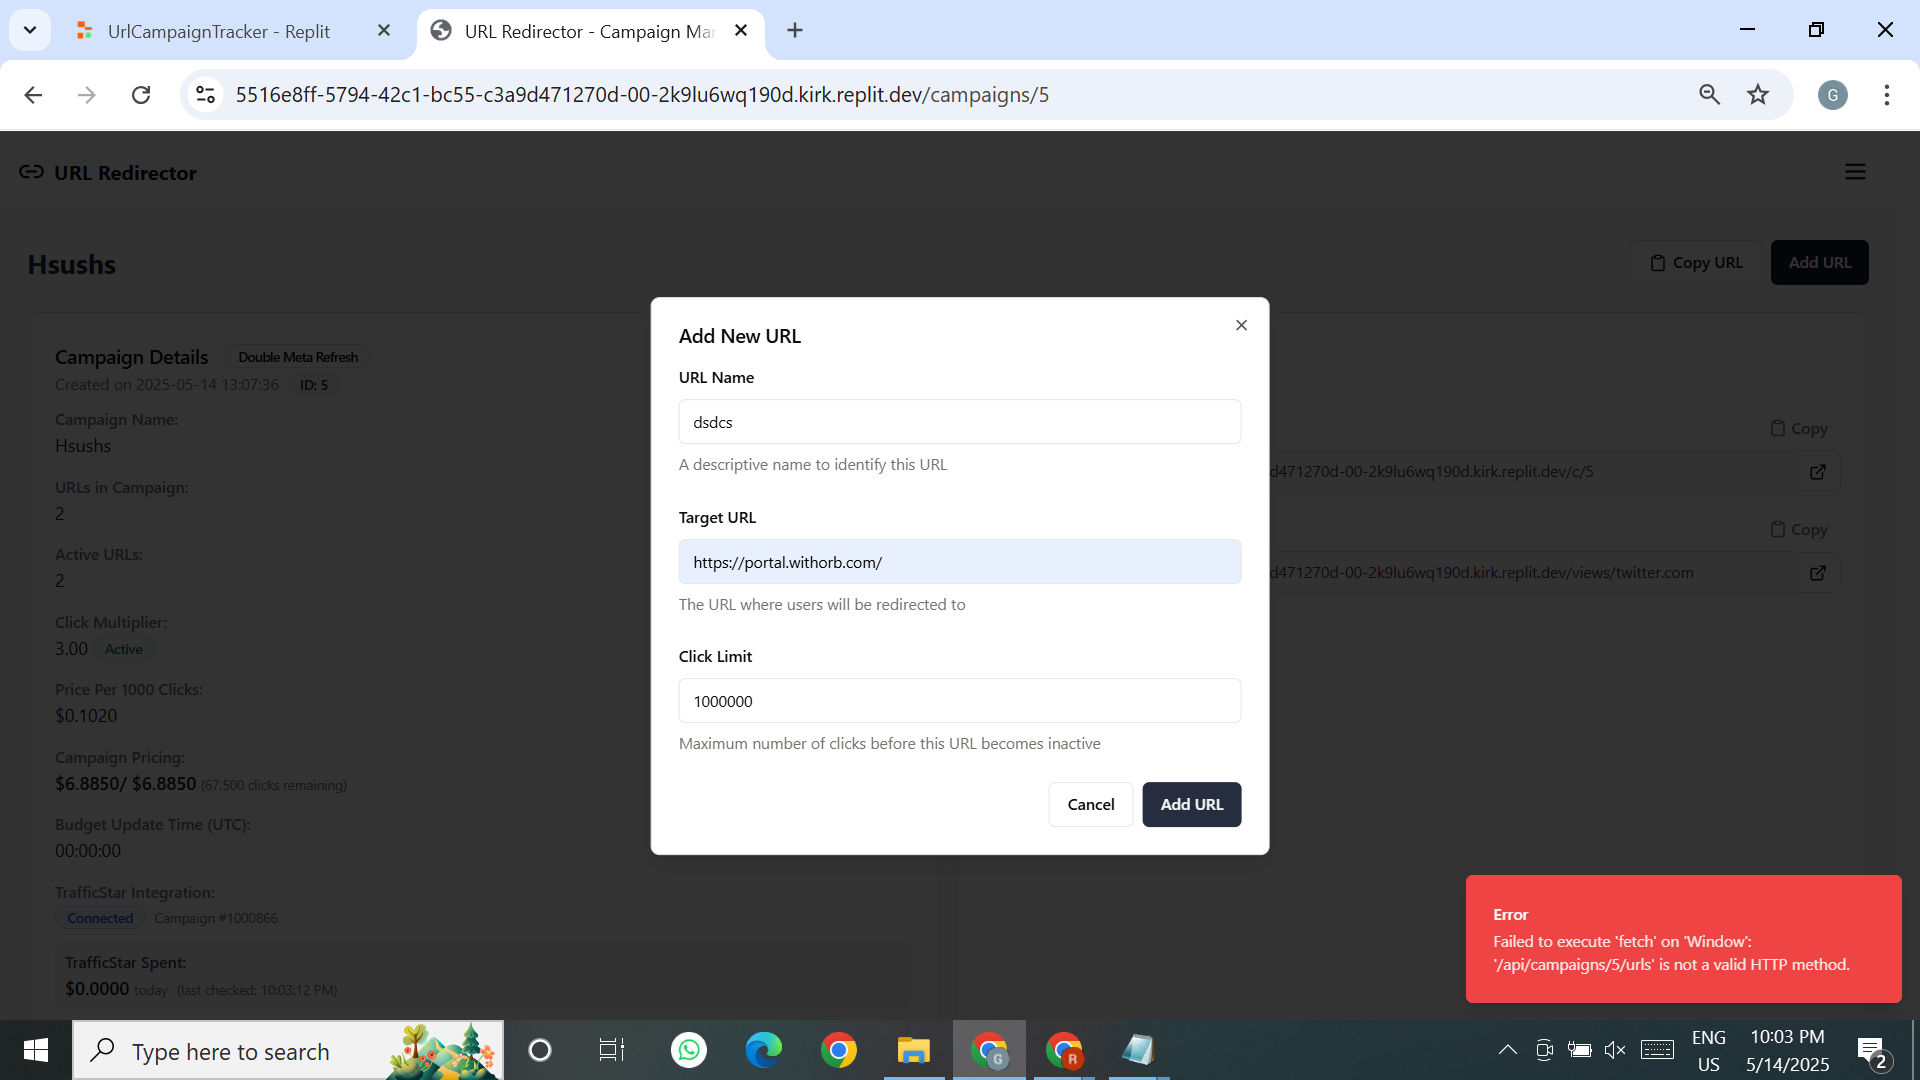 UrlCampaignTracker - Replit
URL Redirector - Campaign Ma
5516e8ff-5794-42c1-bc55-c3a9d471270d-00-2k9lu6wq190d.kirk.replit.dev/campaigns/5
G
URL Redirector
Hsushs
Copy URL
Add URL
Campaign Details
Double Meta Refresh
Created on 2025-05-14 13:07:36
ID: 5
Campaign Name:
Hsushs
URLs in Campaign:
2
Active URLs:
2
Click Multiplier:
3.00
Active
Price Per 1000 Clicks:
$0.1020
Campaign Pricing:
$6.8850/ $6.8850 (67,500 clicks remaining)
Budget Update Time (UTC):
00:00:00
TrafficStar Integration:
Connected
Campaign #1000866
TrafficStar Spent:
$0.0000 today (last checked: 10:03:12 PM)
Copy
d471270d-00-2k9lu6wq190d.kirk.replit.dev/c/5
Copy
d471270d-00-2k9lu6wq190d.kirk.replit.dev/views/twitter.com
Add New URL
URL Name
dsdcs
A descriptive name to identify this URL
Target URL
https://portal.withorb.com/
The URL where users will be redirected to
Click Limit
1000000
Maximum number of clicks before this URL becomes inactive
Cancel
Add URL
Error
Failed to execute 'fetch' on 'Window':
'/api/campaigns/5/urls' is not a valid HTTP method.
Type here to search
G
R
ENG
US
10:03 PM
5/14/2025
2